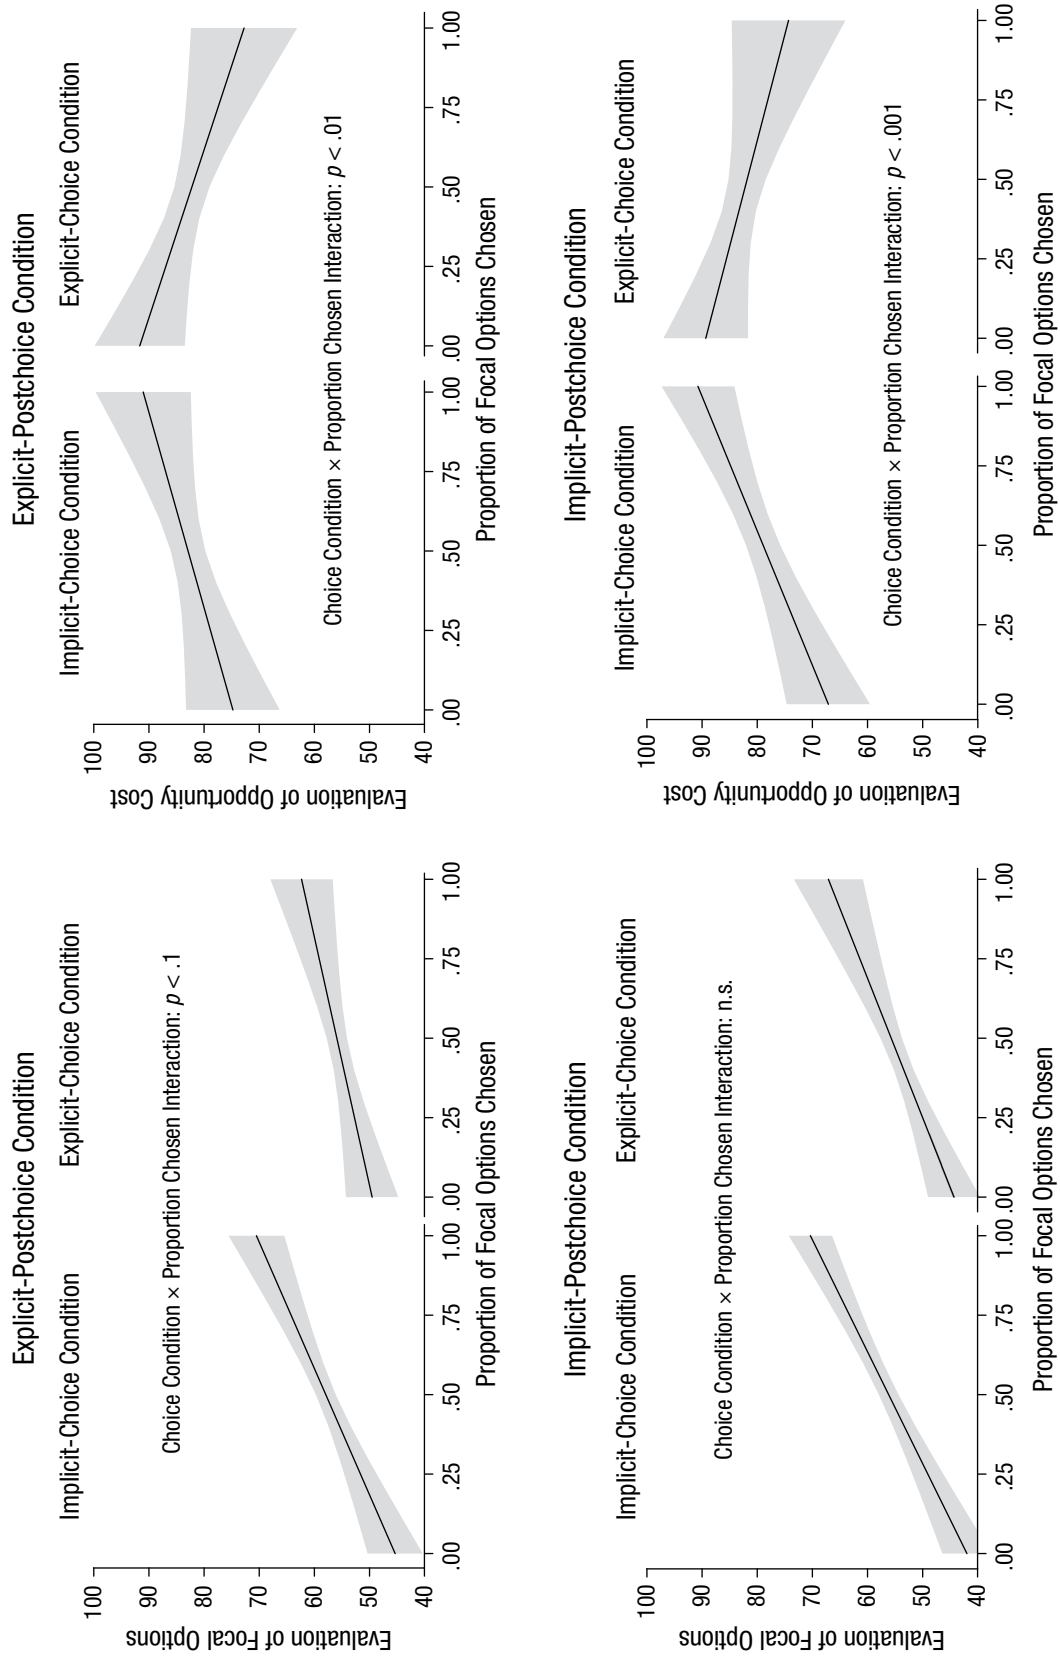 Explicit-Postchoice Condition
Implicit-Choice Condition
Explicit-Choice Condition
Choice Condition × Proportion Chosen Interaction: p < .1
Evaluation of Focal Options
100
90
80
70
60
50
40
.00 .25 .50 .75 1.00
.00 .25 .50 .75 1.00
Proportion of Focal Options Chosen
Explicit-Postchoice Condition
Implicit-Choice Condition
Explicit-Choice Condition
Choice Condition × Proportion Chosen Interaction: p < .01
Evaluation of Opportunity Cost
100
90
80
70
60
50
40
.00 .25 .50 .75 1.00
.00 .25 .50 .75 1.00
Proportion of Focal Options Chosen
Implicit-Postchoice Condition
Implicit-Choice Condition
Explicit-Choice Condition
Choice Condition × Proportion Chosen Interaction: n.s.
Evaluation of Focal Options
100
90
80
70
60
50
40
.00 .25 .50 .75 1.00
.00 .25 .50 .75 1.00
Proportion of Focal Options Chosen
Implicit-Postchoice Condition
Implicit-Choice Condition
Explicit-Choice Condition
Choice Condition × Proportion Chosen Interaction: p < .001
Evaluation of Opportunity Cost
100
90
80
70
60
50
40
.00 .25 .50 .75 1.00
.00 .25 .50 .75 1.00
Proportion of Focal Options Chosen